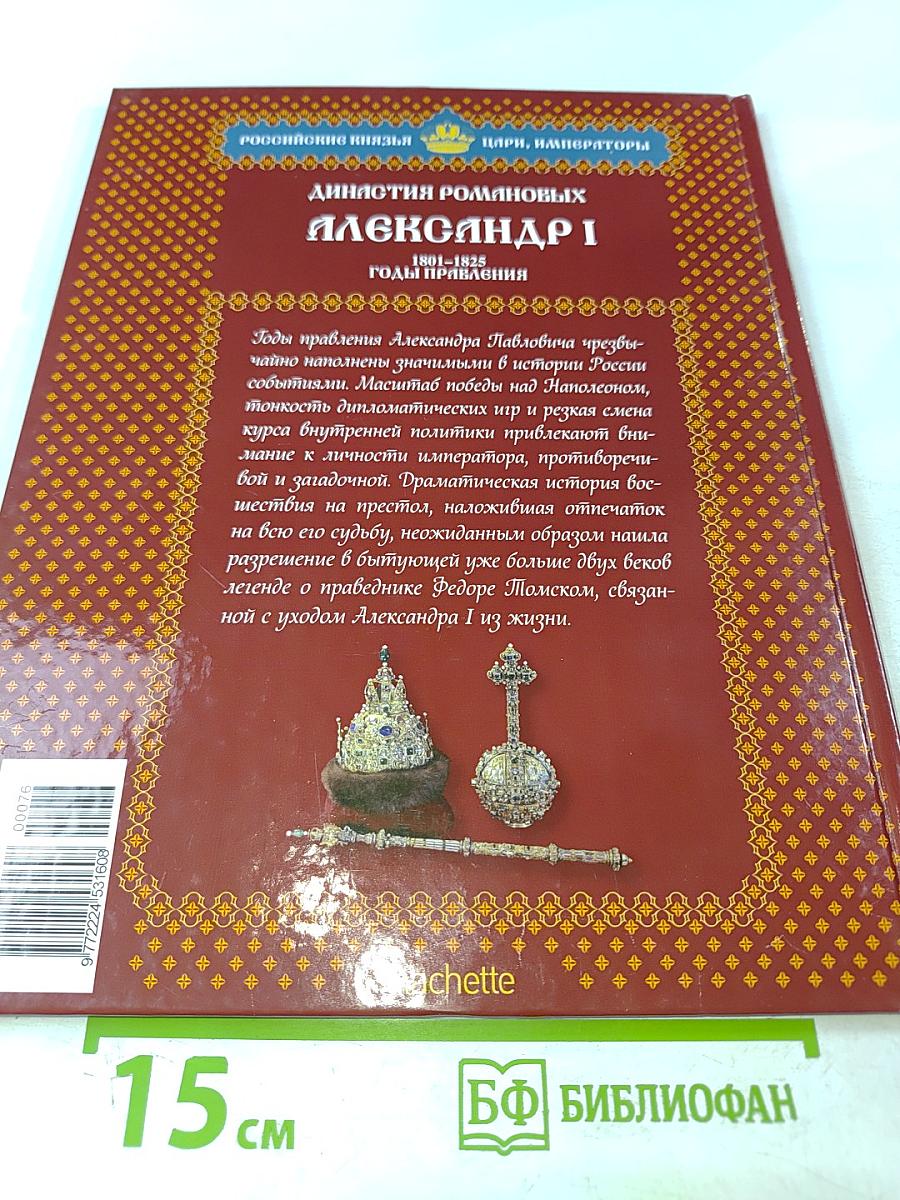 РОССИЙСКИЕ КНЯЗЬЯ ЦАРИ, ИМПЕРАТОРЫ
ДИНАСТИЯ РОМАНОВЫХ
АЛЕКСАНДР I
1801–1825
ГОДЫ ПРАВЛЕНИЯ
Годы правления Александра Павловича чрезвы-
чайно наполнены значимыми в истории России
событиями. Масштаб победы над Наполеоном,
тонкость дипломатических игр и резкая смена
курса внутренней политики привлекают вни-
мание к личности императора, противоречи-
вой и загадочной. Драматическая история вос-
шествия на престол, наложившая отпечаток
на всю его судьбу, неожиданным образом нашла
разрешение в бытующей уже больше двух веков
легенде о праведнике Федоре Томском, связан-
ной с уходом Александра I из жизни.
00076
9 772224 531608
hachette
15 см
БФ БИБЛИОФАН